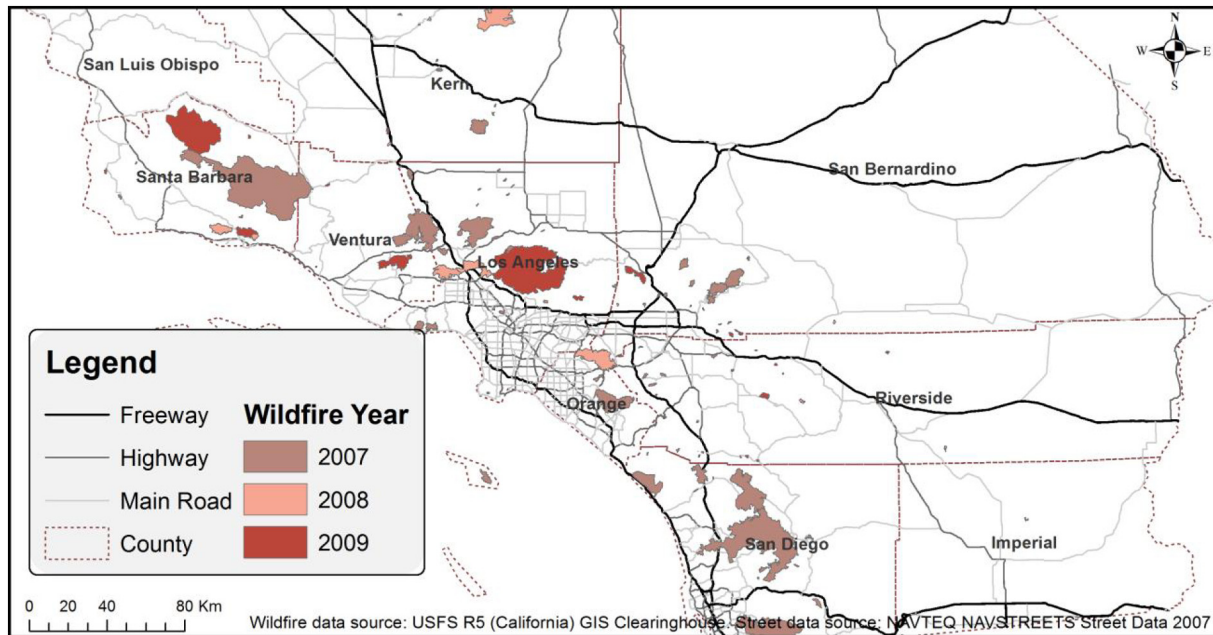 N
W E
S
San Luis Obispo
Kern
San Bernardino
Santa Barbara
Ventura
Los Angeles
Orange
Riverside
San Diego
Imperial
Legend
Freeway
Highway
Main Road
County
Wildfire Year
2007
2008
2009
0 20 40 80 Km
Wildfire data source: USFS R5 (California) GIS Clearinghouse. Street data source: NAVTEQ NAVSTREETS Street Data 2007